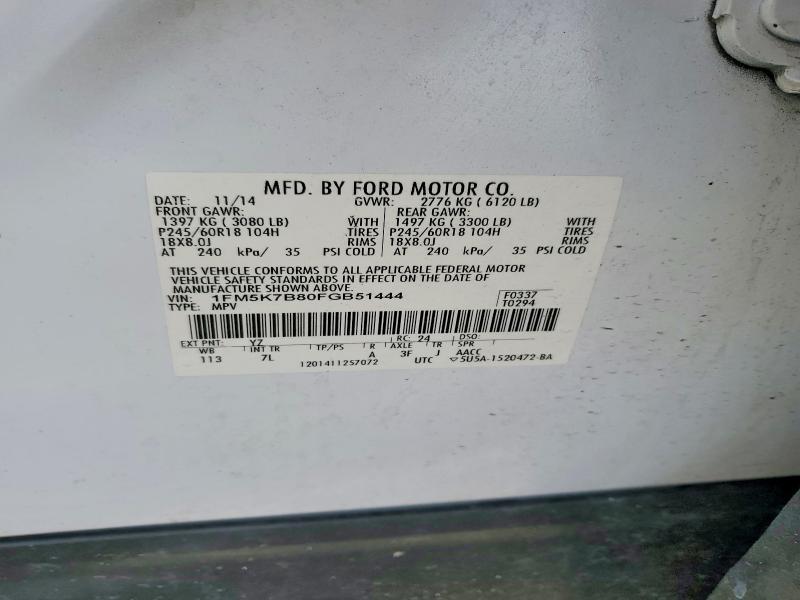 MFD. BY FORD MOTOR CO.
DATE: 11/14 GVWR: 2776 KG ( 6120 LB)
FRONT GAWR: REAR GAWR:
1397 KG ( 3080 LB) WITH 1497 KG ( 3300 LB) WITH
P245/60R18 104H TIRES P245/60R18 104H TIRES
18X8.0J RIMS 18X8.0J RIMS
AT 240 kPa/ 35 PSI COLD AT 240 kPa/ 35 PSI COLD
THIS VEHICLE CONFORMS TO ALL APPLICABLE FEDERAL MOTOR
VEHICLE SAFETY STANDARDS IN EFFECT ON THE DATE OF
MANUFACTURE SHOWN ABOVE.
VIN: 1FM5K7B80FGB51444 F0337
TYPE: MPV T0294
EXT PNT: YZ RC: 24 DSO:
WB INT TR TP/PS R AXLE TR SPR
113 7L A 3F J AACC
1201411257072 UTC ▽5U5A-1520472-BA